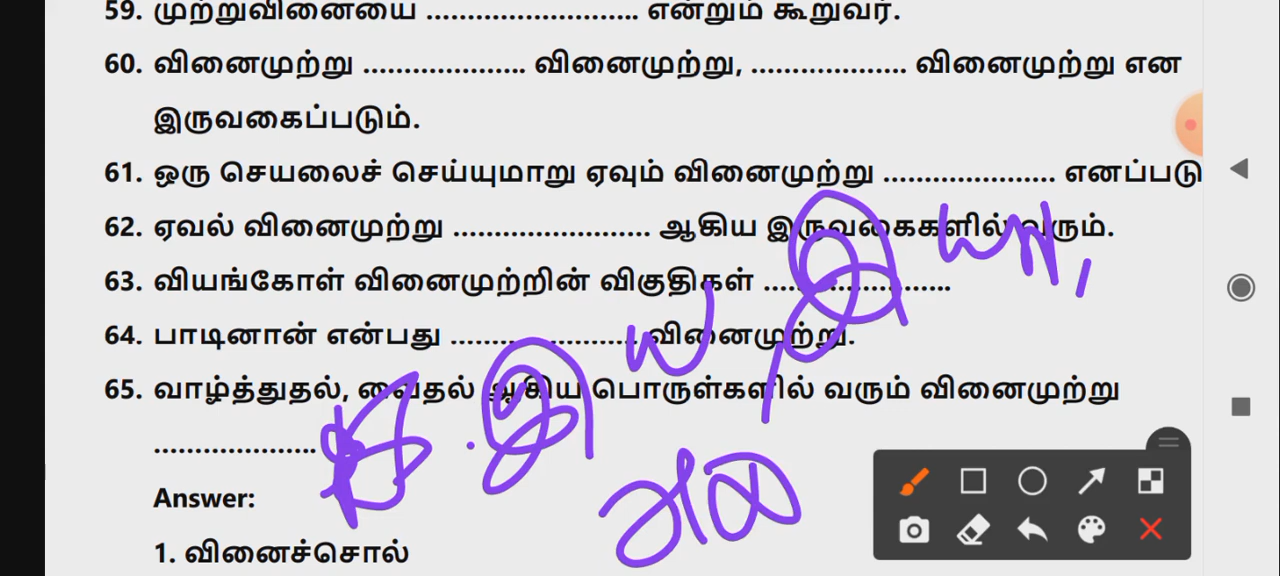 59. முற்றுவினையை .......................... என்றும் கூறுவர்.
60. வினைமுற்று .................... வினைமுற்று, ................... வினைமுற்று என
இருவகைப்படும்.
61. ஒரு செயலைச் செய்யுமாறு ஏவும் வினைமுற்று ..................... எனப்படு
62. ஏவல் வினைமுற்று ........................ ஆகிய இருவகைகளில் வரும்.
63. வியங்கோள் வினைமுற்றின் விகுதிகள் .......................
64. பாடினான் என்பது ....................... வினைமுற்று.
65. வாழ்த்துதல், வைதல் ஆகிய பொருள்களில் வரும் வினைமுற்று
....................
Answer:
1. வினைச்சொல்